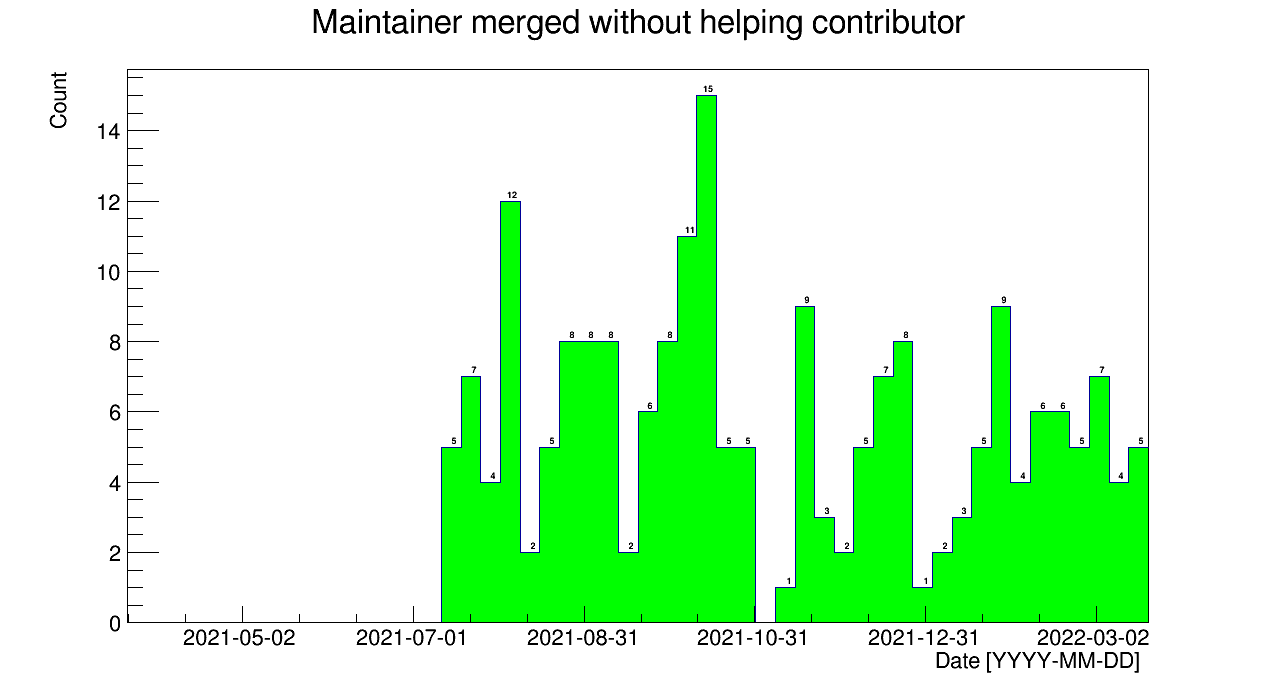 Maintainer merged without helping contributor
Count
14
12
10
8
6
4
2
0
5 7 4 12 2 5 8 8 8 2 6 8 11 15 5 5 1 9 3 2 5 7 8 1 2 3 5 9 4 6 6 5 7 4 5
2021-05-02 2021-07-01 2021-08-31 2021-10-31 2021-12-31 2022-03-02
Date [YYYY-MM-DD]